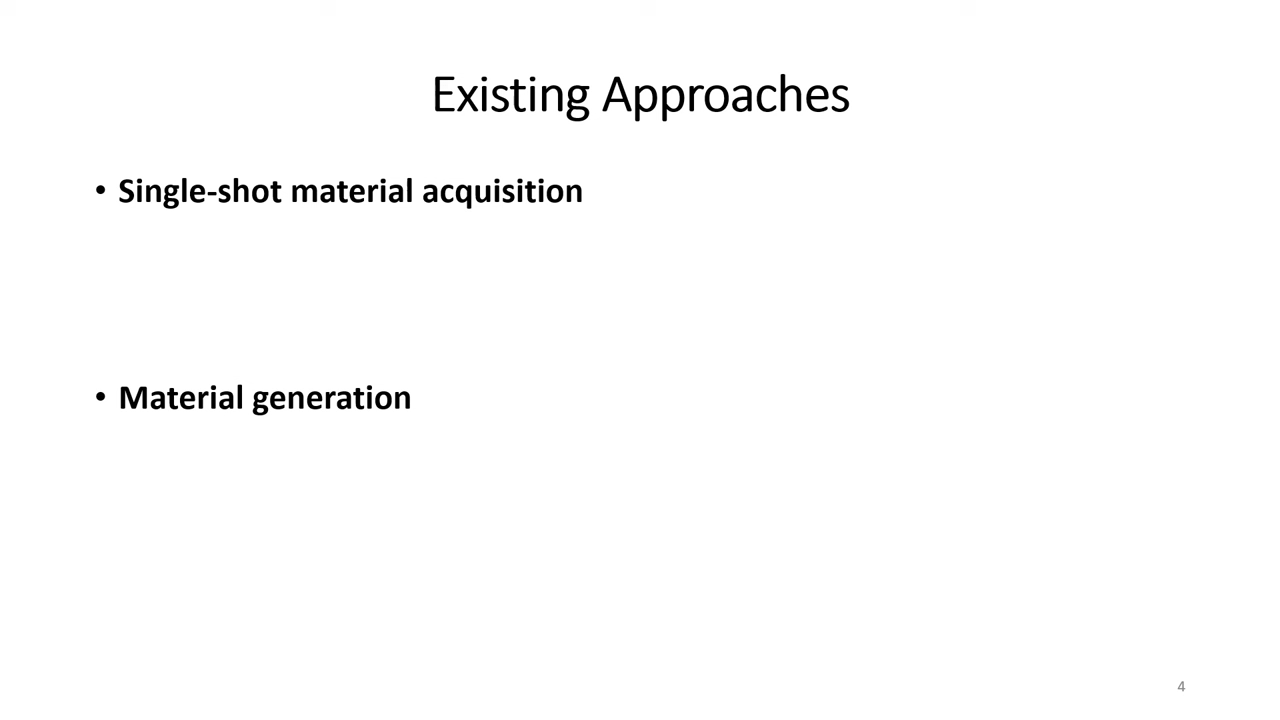 Existing Approaches
• Single-shot material acquisition
• Material generation
4